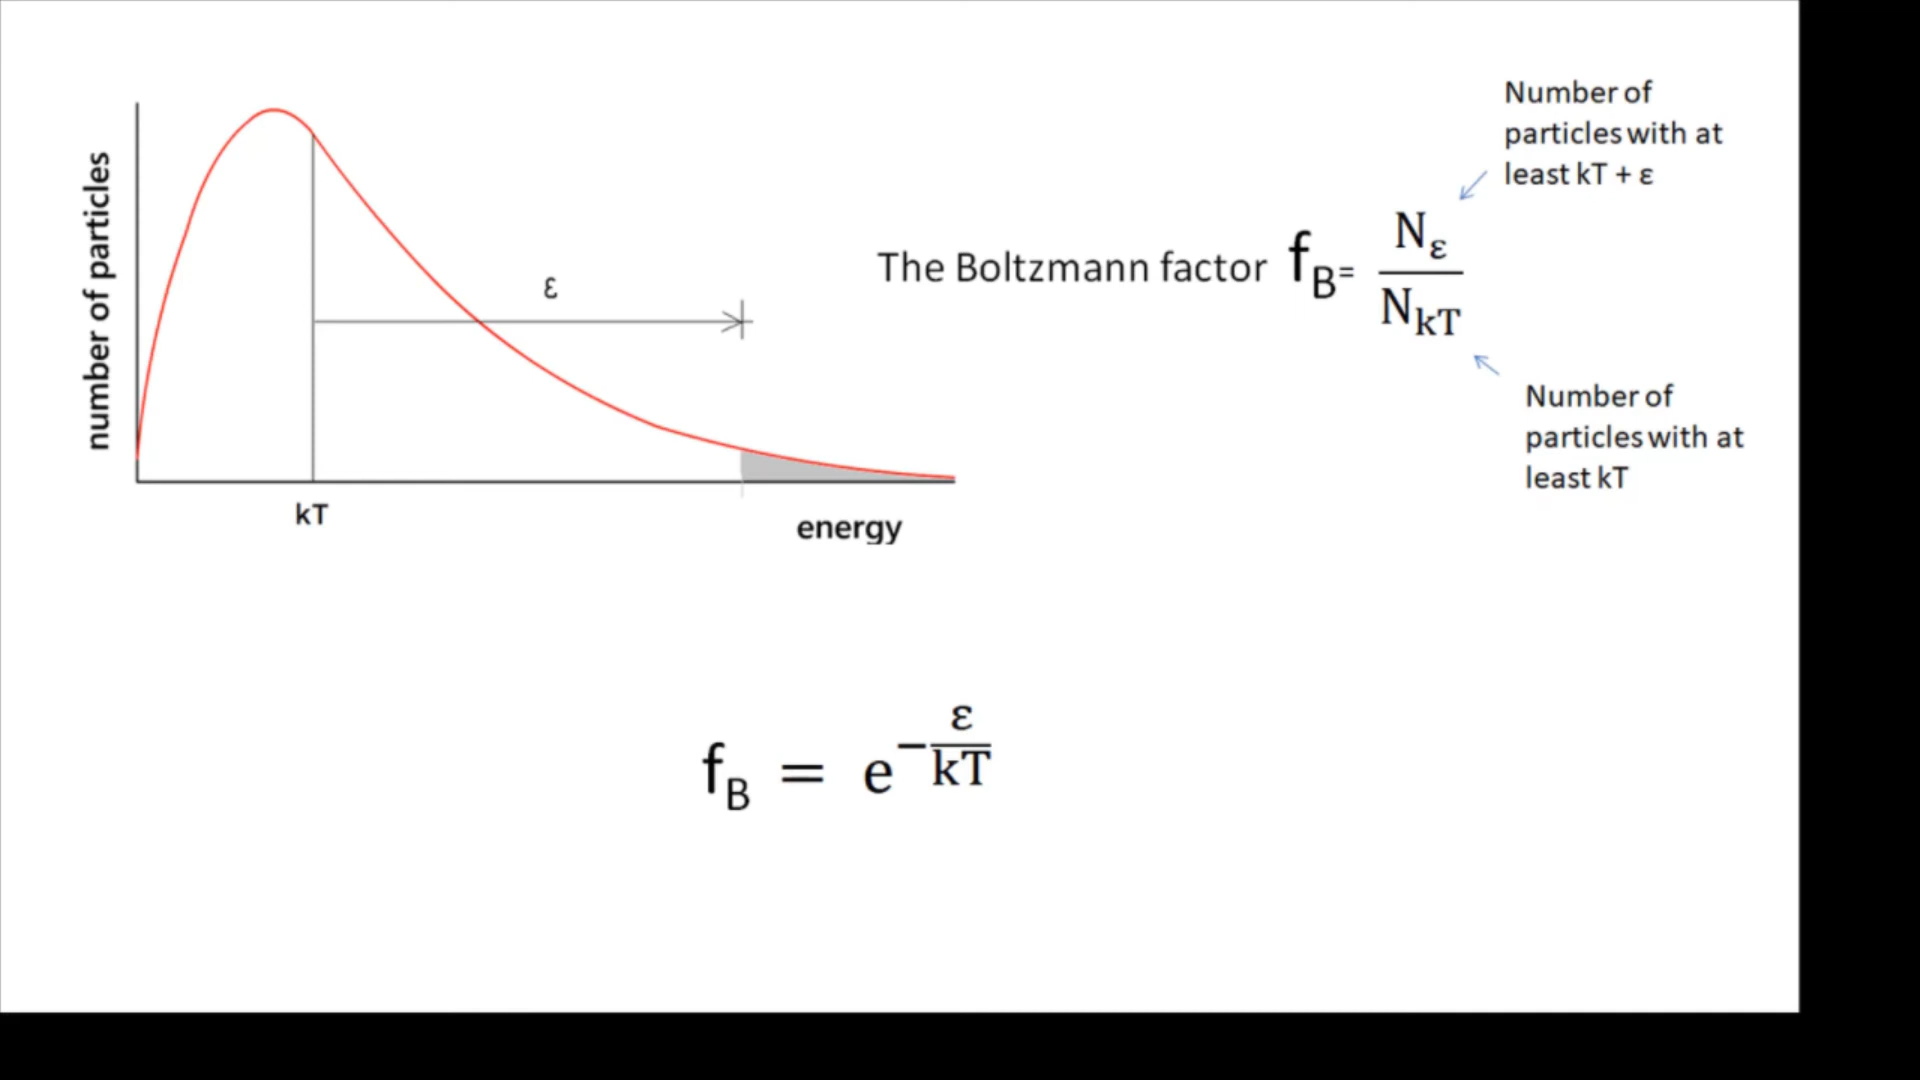 number of particles
ε
kT
energy
The Boltzmann factor f_B= N_ε / N_kT
Number of
particles with at
least kT + ε
Number of
particles with at
least kT
f_B = e^{-ε/kT}